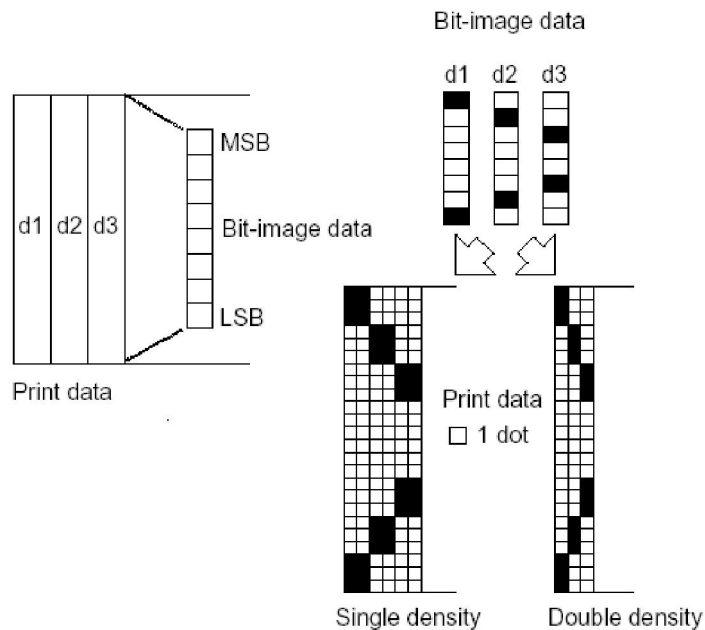 Bit-image data
d1 d2 d3
MSB
d1 d2 d3
Bit-image data
LSB
Print data
Print data
1 dot
Single density
Double density